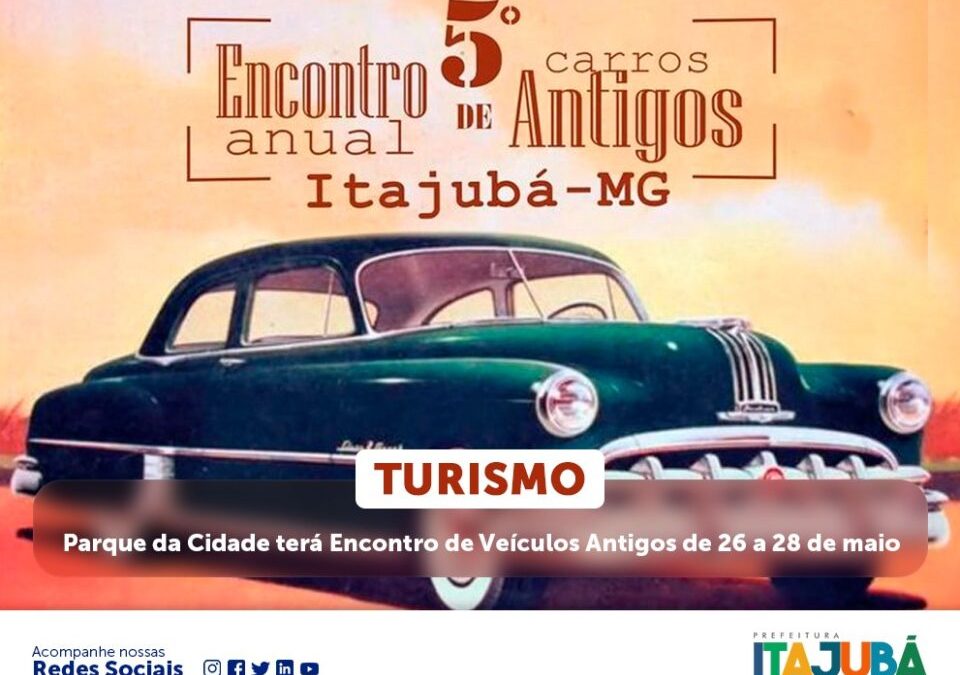 5º
Encontro
anual
DE
carros
Antigos
Itajubá-MG
TURISMO
Parque da Cidade terá Encontro de Veículos Antigos de 26 a 28 de maio
Acompanhe nossas
Redes Sociais
PREFEITURA
ITAJUBÁ